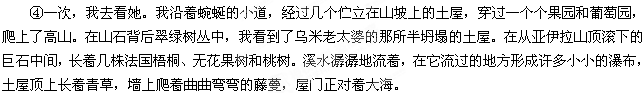 ④一次，我去看她。我沿着蜿蜒的小道，经过几个伫立在山坡上的土屋，穿过一个个果园和葡萄园，
爬上了高山。在山石背后翠绿树丛中，我看到了乌米老太婆的那所半坍塌的土屋。在从亚伊拉山顶滚下的
巨石中间，长着几株法国梧桐、无花果树和桃树。溪水潺潺地流着，在它流过的地方形成许多小小的瀑布，
土屋顶上长着青草，墙上爬着曲曲弯弯的藤蔓，屋门正对着大海。